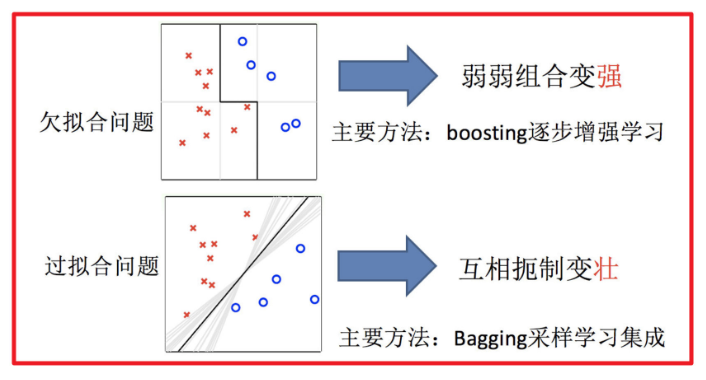 弱弱组合变强
欠拟合问题
主要方法：boosting逐步增强学习
过拟合问题
互相扼制变壮
主要方法：Bagging采样学习集成